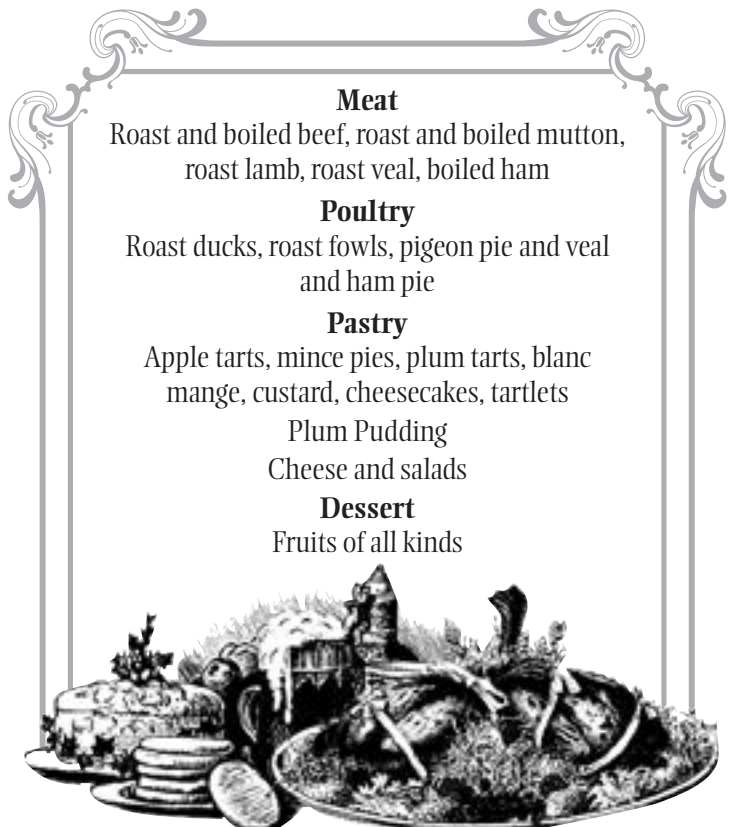 Meat
Roast and boiled beef, roast and boiled mutton,
roast lamb, roast veal, boiled ham
Poultry
Roast ducks, roast fowls, pigeon pie and veal
and ham pie
Pastry
Apple tarts, mince pies, plum tarts, blanc
mange, custard, cheesecakes, tartlets
Plum Pudding
Cheese and salads
Dessert
Fruits of all kinds